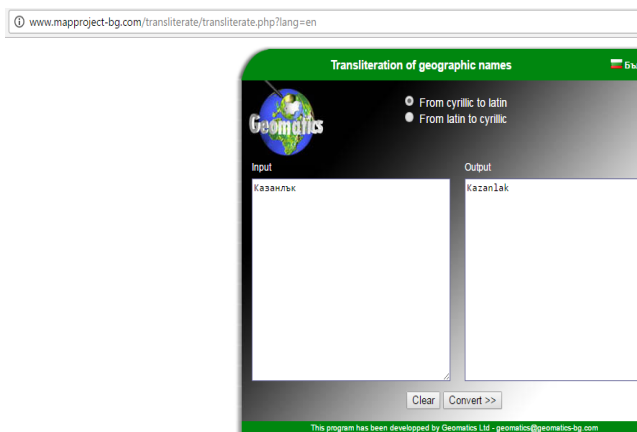 www.mapproject-bg.com/transliterate/transliterate.php?lang=en
Transliteration of geographic names
Geomatics
From cyrillic to latin
From latin to cyrillic
Input
Output
Казанлък
Kazanlak
Clear
Convert >>
This program has been developped by Geomatics Ltd - geomatics@geomatics-bg.com